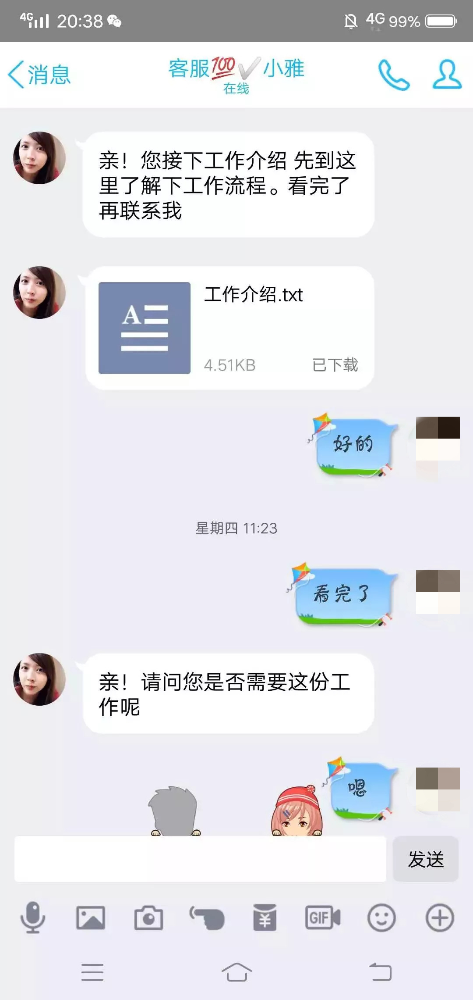 4G 20:38 4G 99%
消息
客服💯✔小雅
在线
亲！您接下工作介绍 先到这
里了解下工作流程。看完了
再联系我
工作介绍.txt
4.51KB 已下载
好的
星期四 11:23
看完了
亲！请问您是否需要这份工
作呢
嗯
发送
GIF